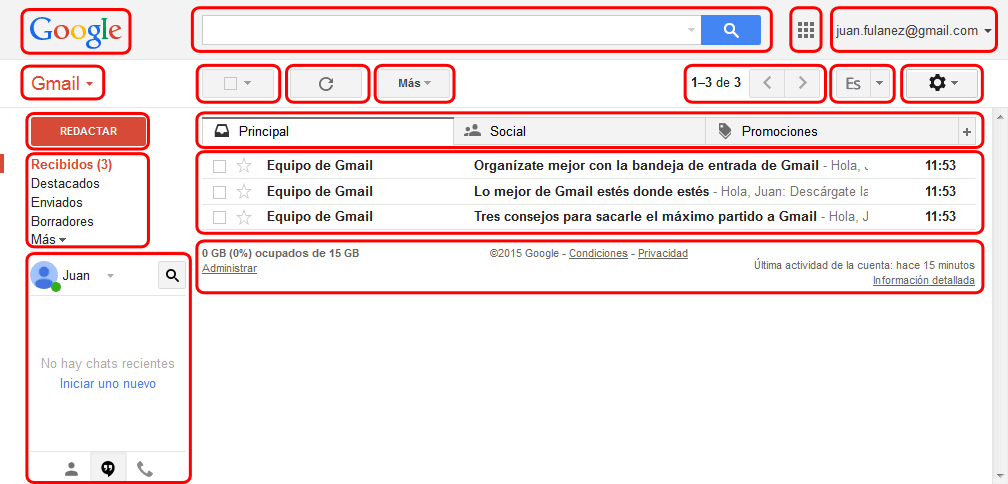 Google
juan.fulanez@gmail.com
Gmail
Más
1–3 de 3
Es
REDACTAR
Principal
Social
Promociones
+
Recibidos (3)
Destacados
Enviados
Borradores
Más
Equipo de Gmail Organízate mejor con la bandeja de entrada de Gmail - Hola, J 11:53
Equipo de Gmail Lo mejor de Gmail estés donde estés - Hola, Juan: Descárgate la 11:53
Equipo de Gmail Tres consejos para sacarle el máximo partido a Gmail - Hola, J 11:53
0 GB (0%) ocupados de 15 GB
Administrar
©2015 Google - Condiciones - Privacidad
Última actividad de la cuenta: hace 15 minutos
Información detallada
Juan
No hay chats recientes
Iniciar uno nuevo